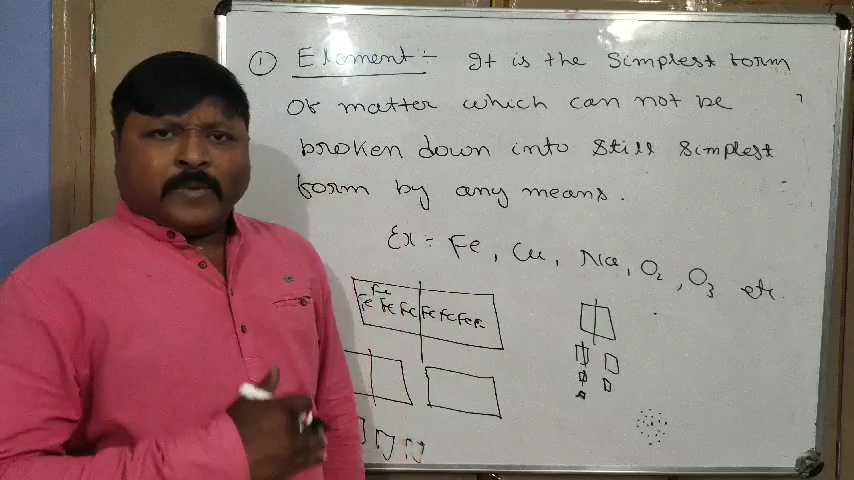 ① Element :- It is the simplest form
of matter which can not be
broken down into still simplest
form by any means.
Ex :- Fe, Cu, Na, O₂, O₃ etc.
Fe
Fe Fe Fe Fe Fe Fe Fe